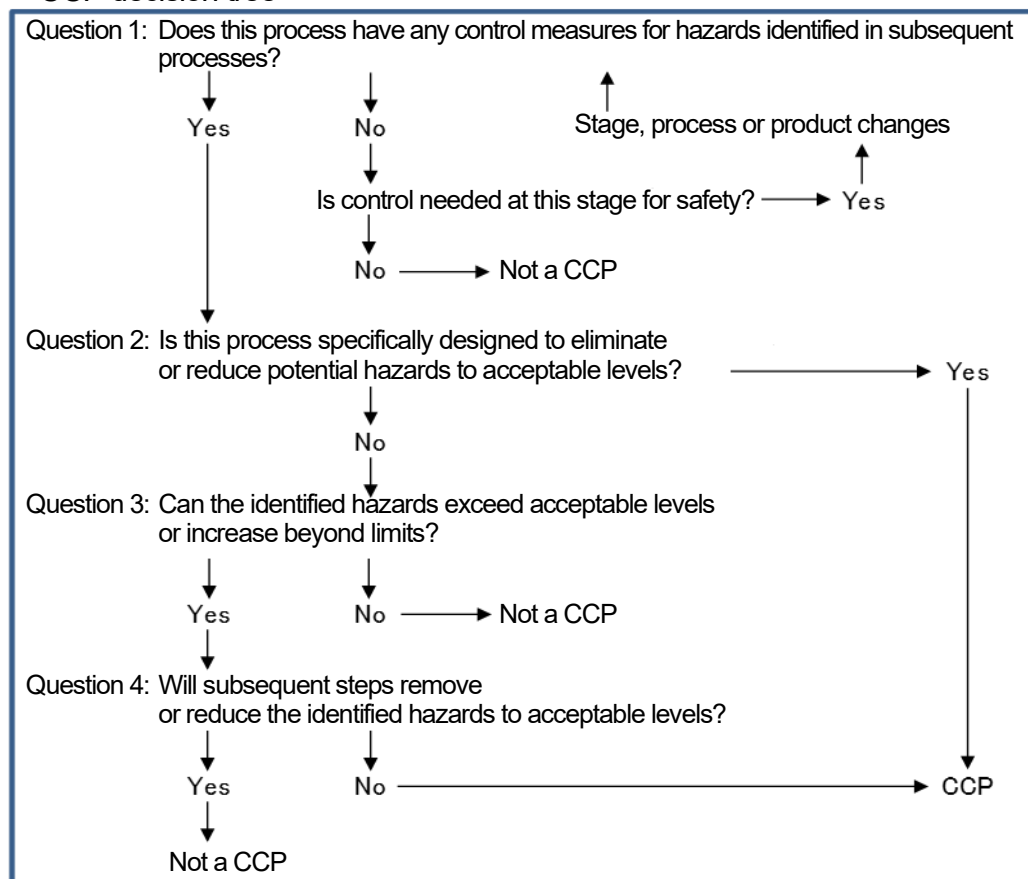 CCP decision tree
Question 1: Does this process have any control measures for hazards identified in subsequent
processes?
Yes
No
Stage, process or product changes
Is control needed at this stage for safety?
Yes
No
Not a CCP
Question 2: Is this process specifically designed to eliminate
or reduce potential hazards to acceptable levels?
Yes
No
Question 3: Can the identified hazards exceed acceptable levels
or increase beyond limits?
Yes
No
Not a CCP
Question 4: Will subsequent steps remove
or reduce the identified hazards to acceptable levels?
Yes
No
CCP
Not a CCP